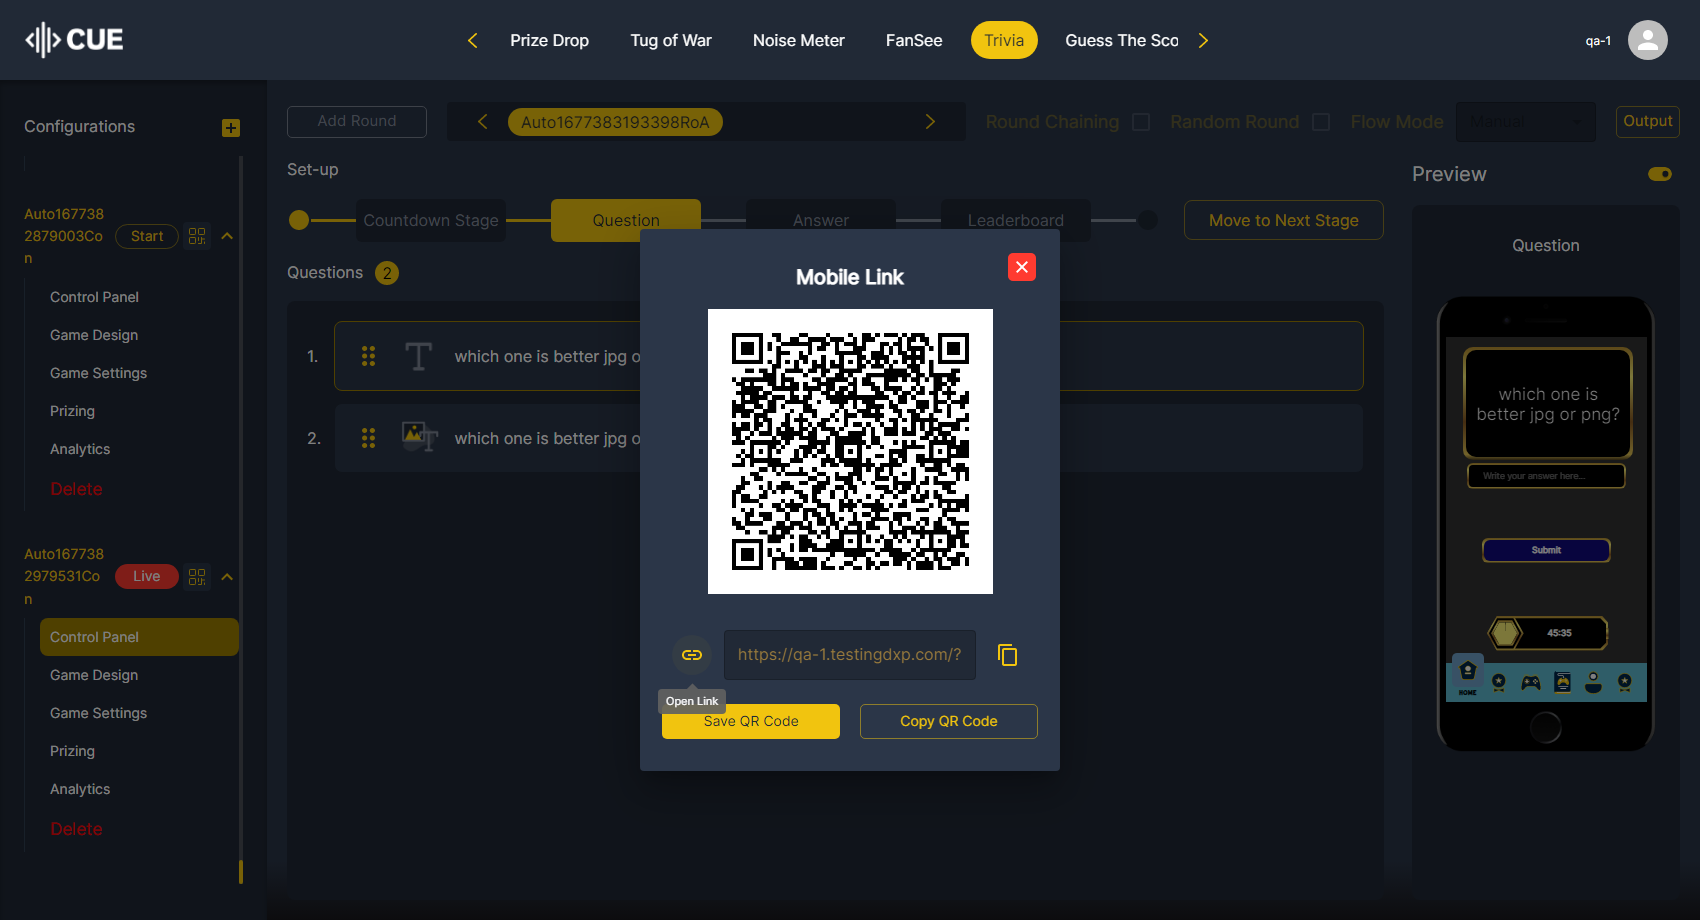 CUE
Prize Drop
Tug of War
Noise Meter
FanSee
Trivia
Guess The Sco
qa-1
Configurations
Add Round
Auto1677383193398RoA
Round Chaining
Random Round
Flow Mode
Manual
Output
Set-up
Preview
Auto167738
2879003Co
n
Start
Countdown Stage
Question
Answer
Leaderboard
Move to Next Stage
Question
Questions
2
Control Panel
Game Design
Game Settings
Prizing
Analytics
Delete
1.
which one is better jpg o
2.
which one is better jpg o
Mobile Link
https://qa-1.testingdxp.com/?
Open Link
Save QR Code
Copy QR Code
which one is
better jpg or png?
Write your answer here...
Submit
45:35
HOME
Auto167738
2979531Co
n
Live
Control Panel
Game Design
Game Settings
Prizing
Analytics
Delete